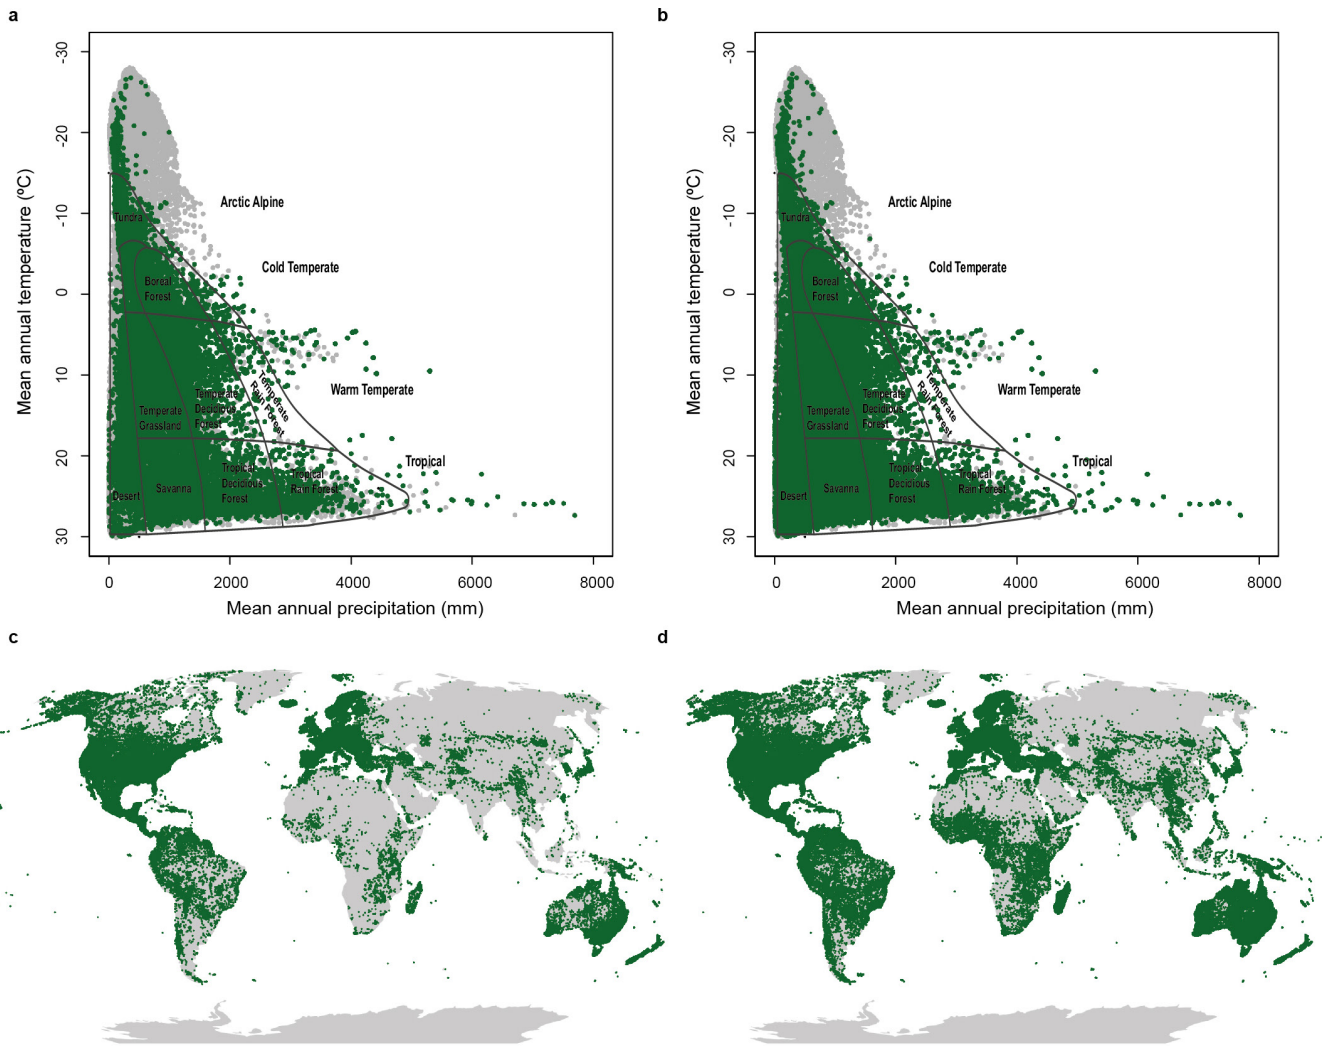 a
b
-30
-20
-10
0
10
20
30
Mean annual temperature (ºC)
Arctic Alpine
Cold Temperate
Warm Temperate
Tropical
Tundra
Boreal
Forest
Temperate
Rain Forest
Temperate
Decidious
Forest
Temperate
Grassland
Tropical
Decidious
Forest
Tropical
Rain Forest
Desert
Savanna
0
2000
4000
6000
8000
Mean annual precipitation (mm)
-30
-20
-10
0
10
20
30
Mean annual temperature (ºC)
Arctic Alpine
Cold Temperate
Warm Temperate
Tropical
Tundra
Boreal
Forest
Temperate
Rain Forest
Temperate
Decidious
Forest
Temperate
Grassland
Tropical
Decidious
Forest
Tropical
Rain Forest
Desert
Savanna
0
2000
4000
6000
8000
Mean annual precipitation (mm)
c
d